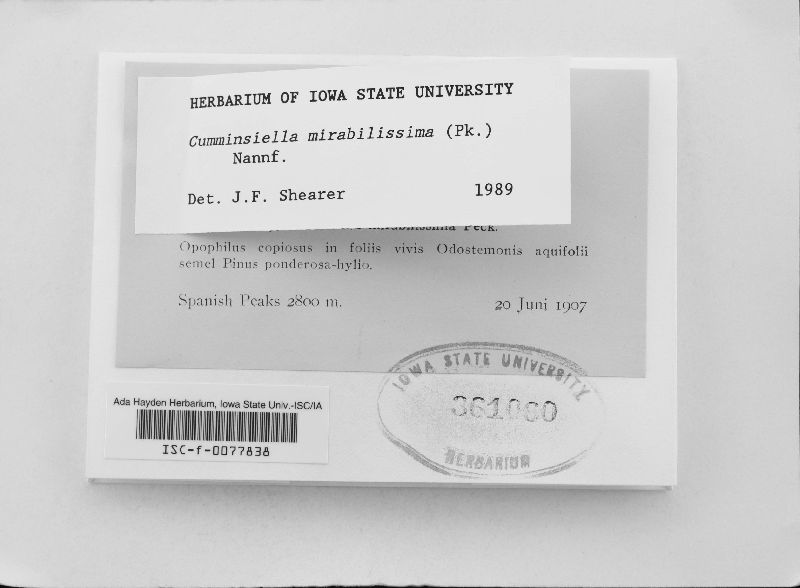 HERBARIUM OF IOWA STATE UNIVERSITY
Cumminsiella mirabilissima (Pk.)
Nannf.
Det. J.F. Shearer 1989
mirabilissima Peck.
Opophilus copiosus in foliis vivis Odostemonis aquifolii
semel Pinus ponderosa-hylio.
Spanish Peaks 2800 m. 20 Juni 1907
IOWA STATE UNIVERSITY
361060
HERBARIUM
Ada Hayden Herbarium, Iowa State Univ.-ISC/IA
ISC-f-0077838